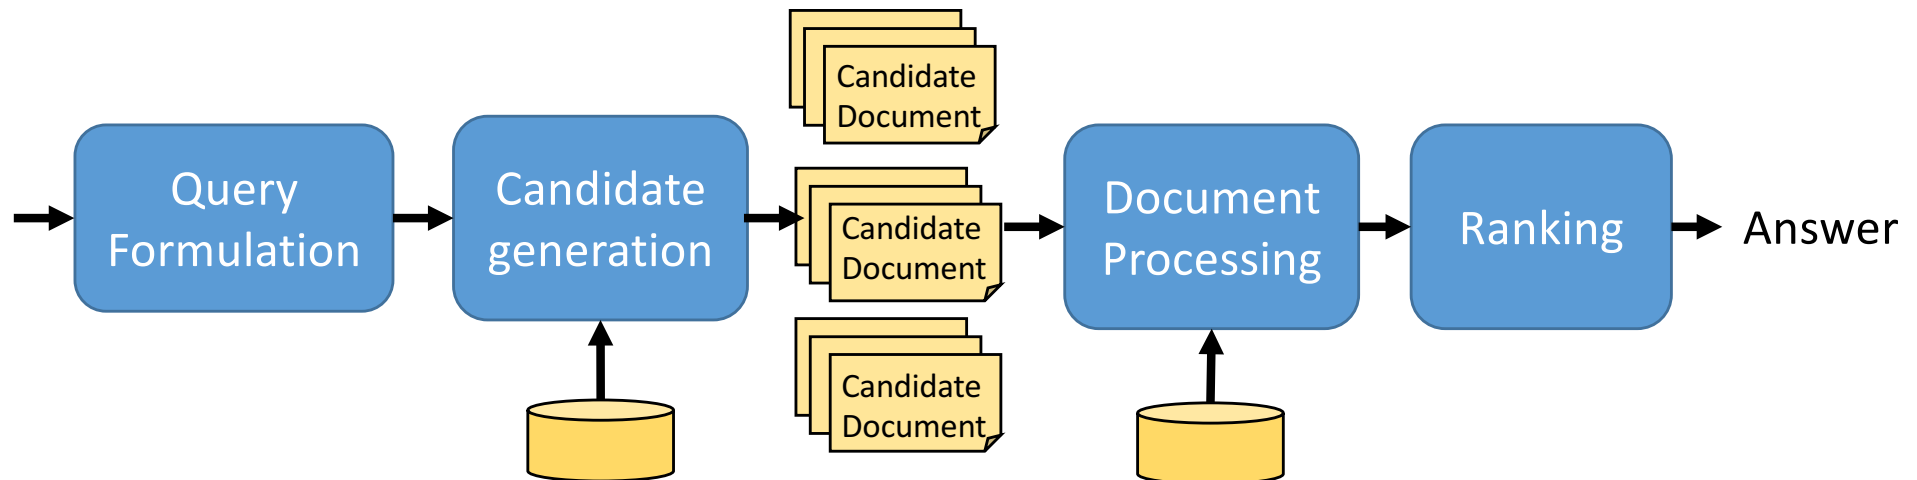 Query
Formulation
Candidate
generation
Candidate
Document
Candidate
Document
Candidate
Document
Document
Processing
Ranking
Answer